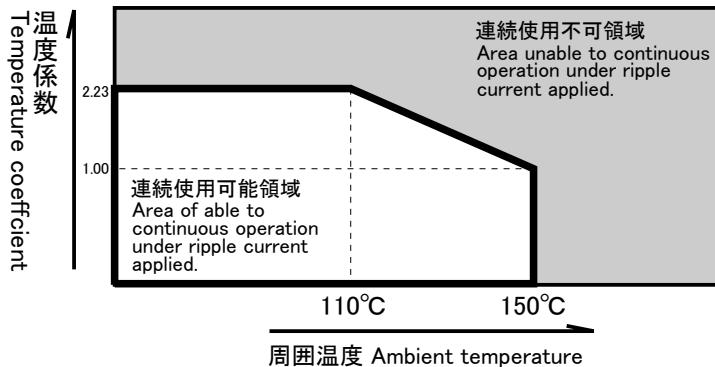 温度係数
Temperature coeffcient
連続使用不可領域
Area unable to continuous
operation under ripple
current applied.
2.23
1.00
連続使用可能領域
Area of able to
continuous operation
under ripple current
applied.
110℃
150℃
周囲温度 Ambient temperature